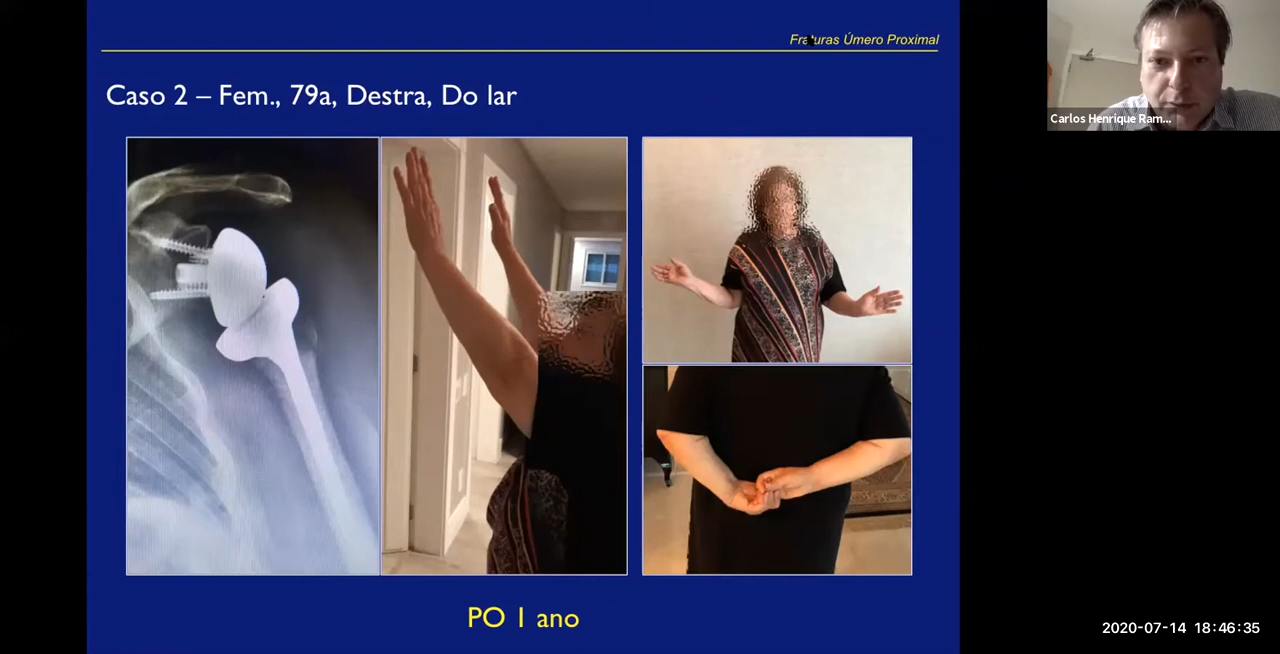 Fraturas Úmero Proximal
Caso 2 – Fem., 79a, Destra, Do lar
Carlos Henrique Ram...
PO 1 ano
2020-07-14 18:46:35